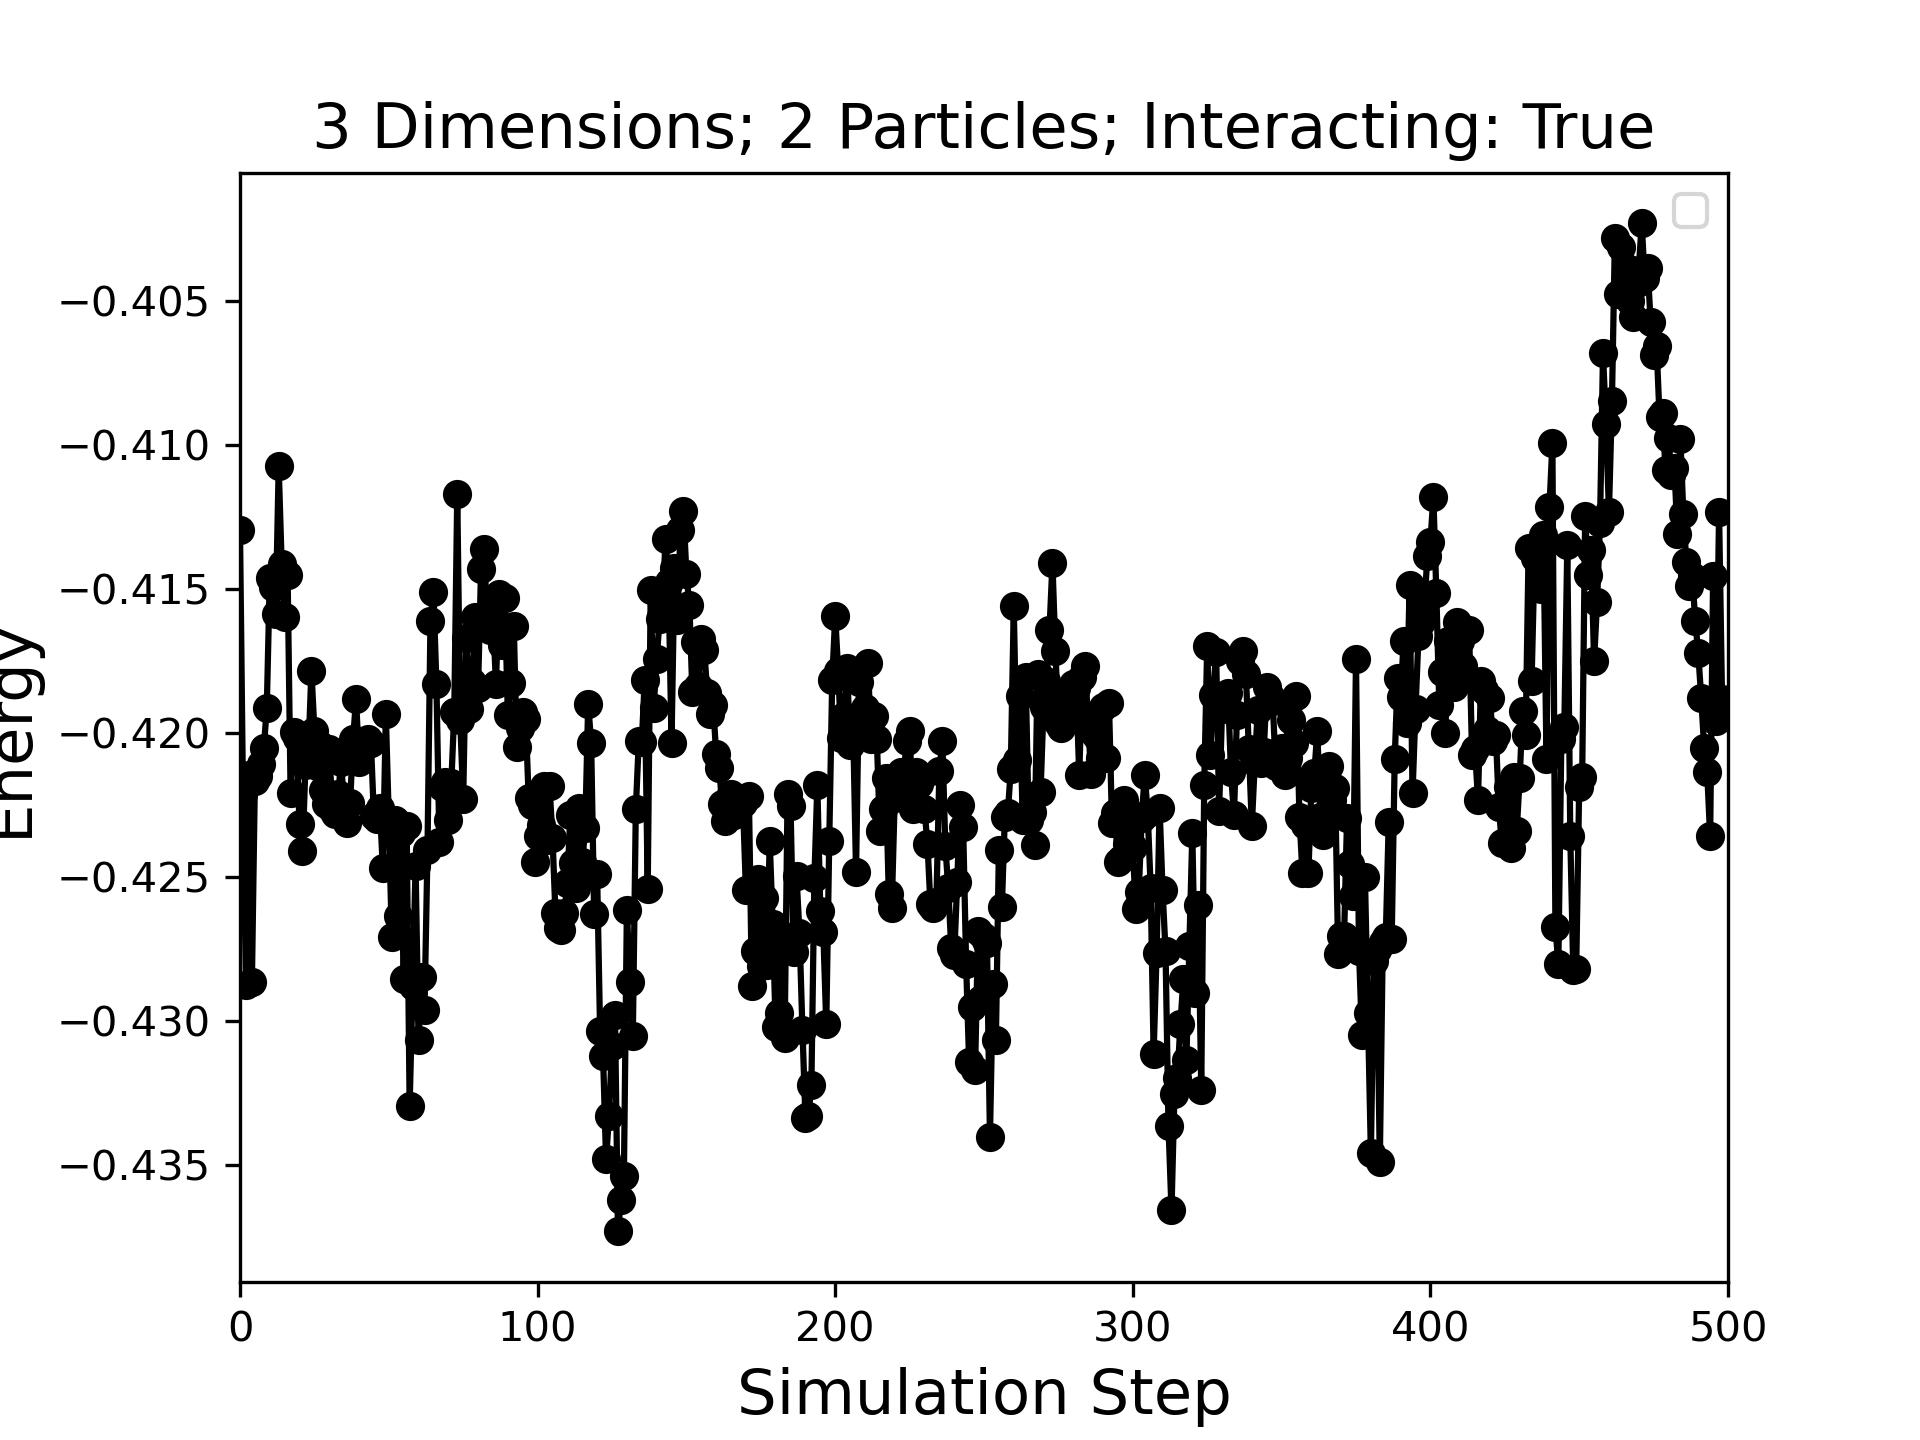 3 Dimensions; 2 Particles; Interacting: True
Energy
−0.405
−0.410
−0.415
−0.420
−0.425
−0.430
−0.435
0 100 200 300 400 500
Simulation Step